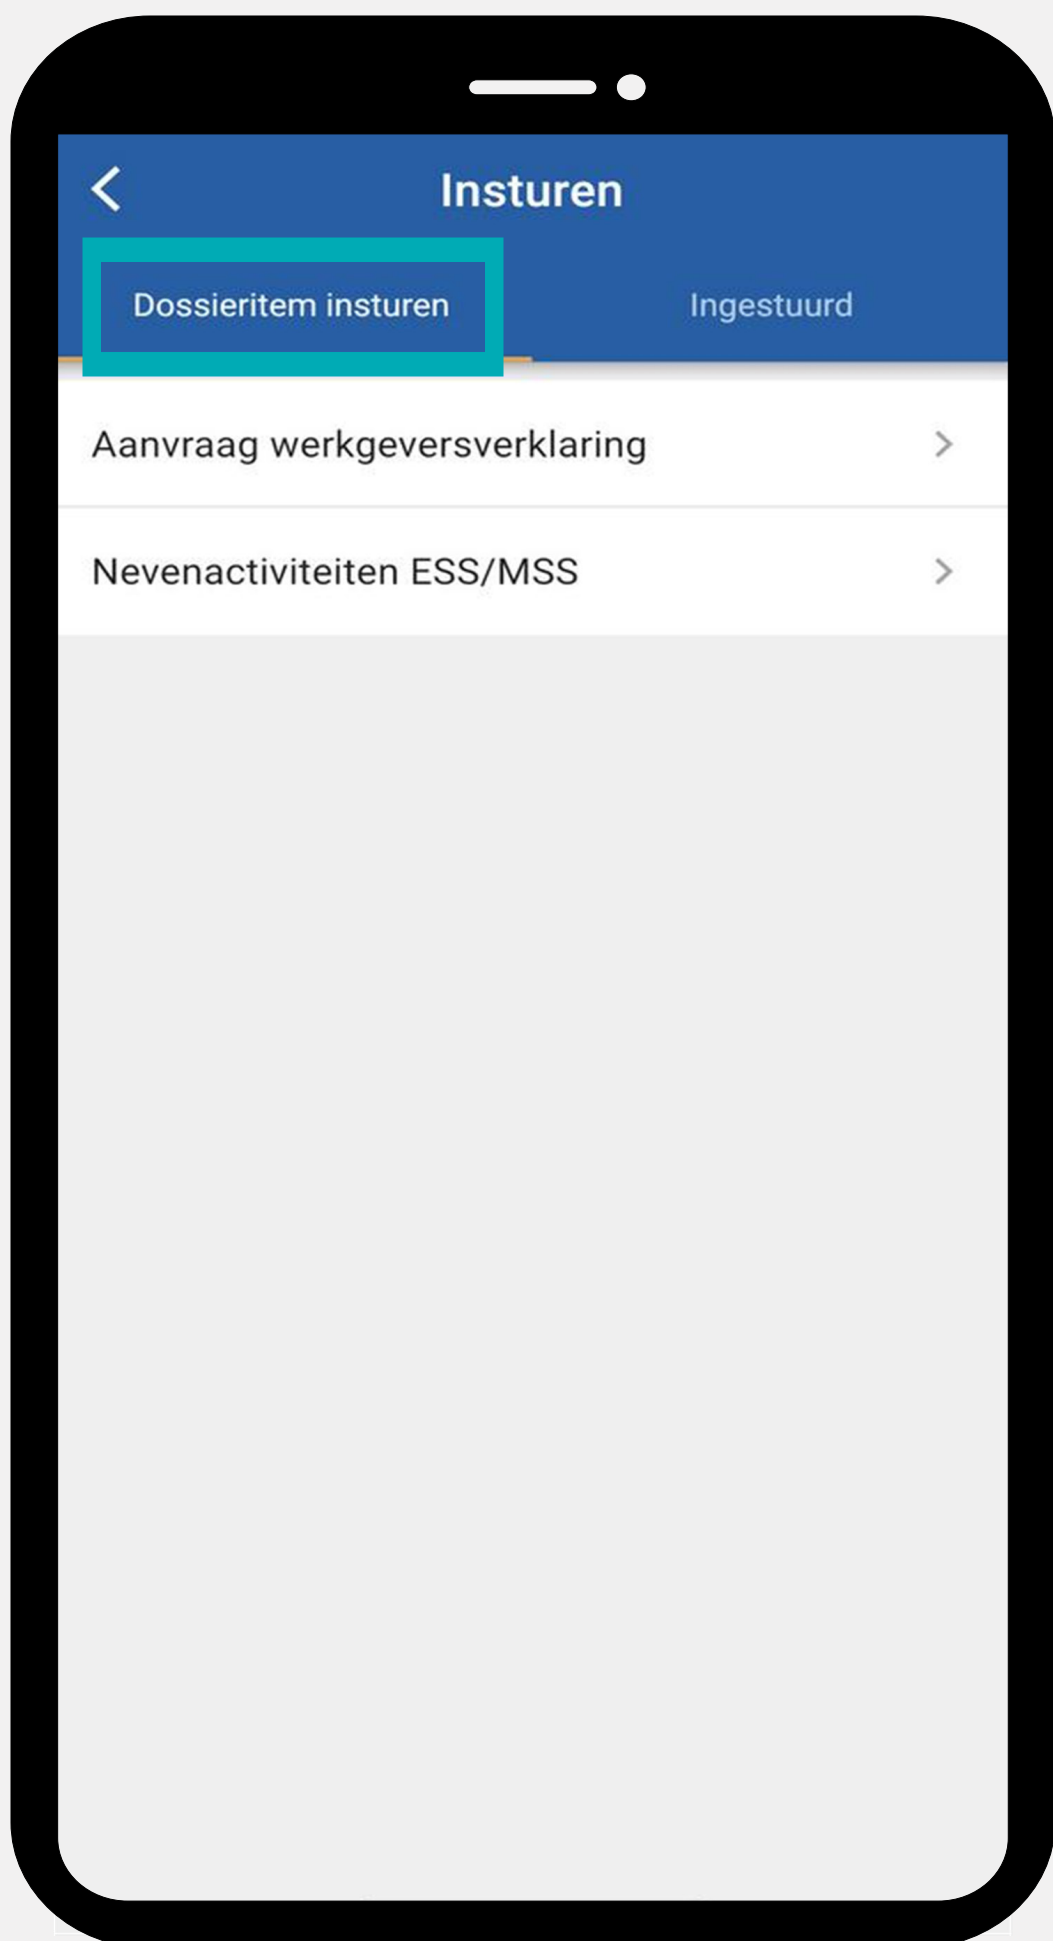 Insturen
Dossieritem insturen
Ingestuurd
Aanvraag werkgeversverklaring
Nevenactiviteiten ESS/MSS